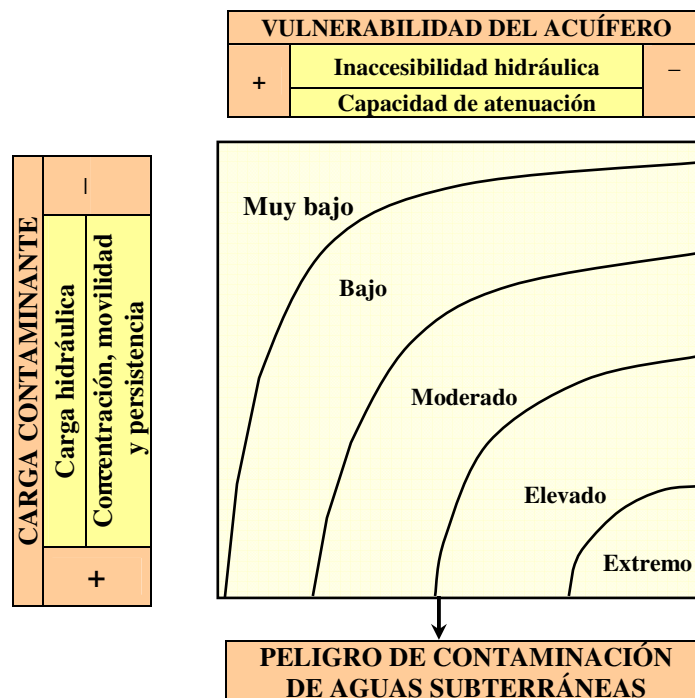 VULNERABILIDAD DEL ACUÍFERO
+
Inaccesibilidad hidráulica
Capacidad de atenuación
–
CARGA CONTAMINANTE
–
Carga hidráulica
Concentración, movilidad
y persistencia
+
Muy bajo
Bajo
Moderado
Elevado
Extremo
PELIGRO DE CONTAMINACIÓN
DE AGUAS SUBTERRÁNEAS